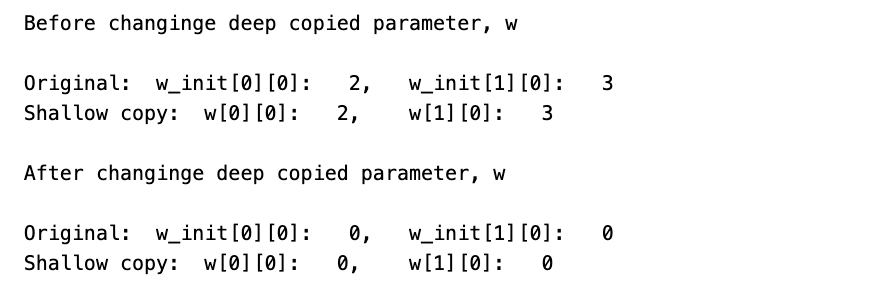 Before changinge deep copied parameter, w
Original:  w_init[0][0]:   2,   w_init[1][0]:   3
Shallow copy:  w[0][0]:   2,    w[1][0]:   3
After changinge deep copied parameter, w
Original:  w_init[0][0]:   0,   w_init[1][0]:   0
Shallow copy:  w[0][0]:   0,    w[1][0]:   0